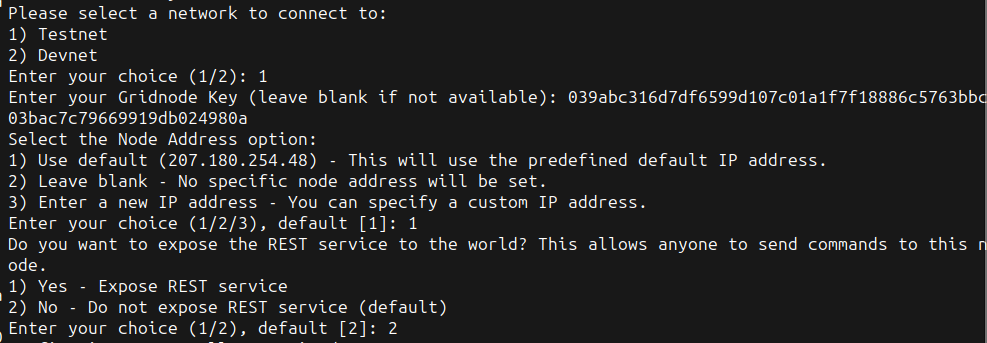 Please select a network to connect to:
1) Testnet
2) Devnet
Enter your choice (1/2): 1
Enter your Gridnode Key (leave blank if not available): 039abc316d7df6599d107c01a1f7f18886c5763bbc
03bac7c79669919db024980a
Select the Node Address option:
1) Use default (207.180.254.48) - This will use the predefined default IP address.
2) Leave blank - No specific node address will be set.
3) Enter a new IP address - You can specify a custom IP address.
Enter your choice (1/2/3), default [1]: 1
Do you want to expose the REST service to the world? This allows anyone to send commands to this n
ode.
1) Yes - Expose REST service
2) No - Do not expose REST service (default)
Enter your choice (1/2), default [2]: 2